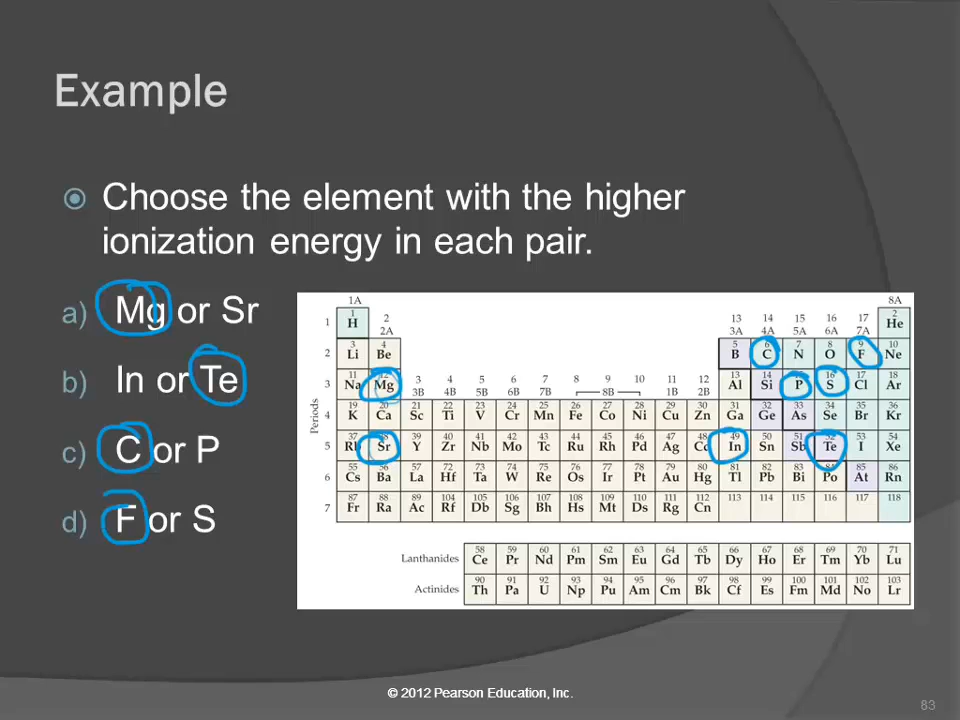 Example
Choose the element with the higher
ionization energy in each pair.
a) Mg or Sr
b) In or Te
c) C or P
d) F or S
1A 8A
1 2
1 H 2 13 14 15 16 17 He
2A 3A 4A 5A 6A 7A
3 4 5 6 7 8 9 10
2 Li Be B C N O F Ne
11 12 13 14 16 17 18
3 Na Mg 3 4 5 6 7 8 9 10 11 12 Al Si P S Cl Ar
3B 4B 5B 6B 7B 8B 1B 2B
19 20 21 22 23 24 25 26 27 28 29 30 31 32 33 34 35 36
4 K Ca Sc Ti V Cr Mn Fe Co Ni Cu Zn Ga Ge As Se Br Kr
37 38 39 40 41 42 43 44 45 46 47 48 49 50 51 52 53 54
5 Rb Sr Y Zr Nb Mo Tc Ru Rh Pd Ag Cd In Sn Sb Te I Xe
55 56 57 72 73 74 75 76 77 78 79 80 81 82 83 84 85 86
6 Cs Ba La Hf Ta W Re Os Ir Pt Au Hg Tl Pb Bi Po At Rn
87 88 89 104 105 106 107 108 109 110 111 112 113 114 115 116 117 118
7 Fr Ra Ac Rf Db Sg Bh Hs Mt Ds Rg Cn
Periods
58 59 60 61 62 63 64 65 66 67 68 69 70 71
Lanthanides Ce Pr Nd Pm Sm Eu Gd Tb Dy Ho Er Tm Yb Lu
90 91 92 93 94 95 96 97 98 99 100 101 102 103
Actinides Th Pa U Np Pu Am Cm Bk Cf Es Fm Md No Lr
© 2012 Pearson Education, Inc.
83